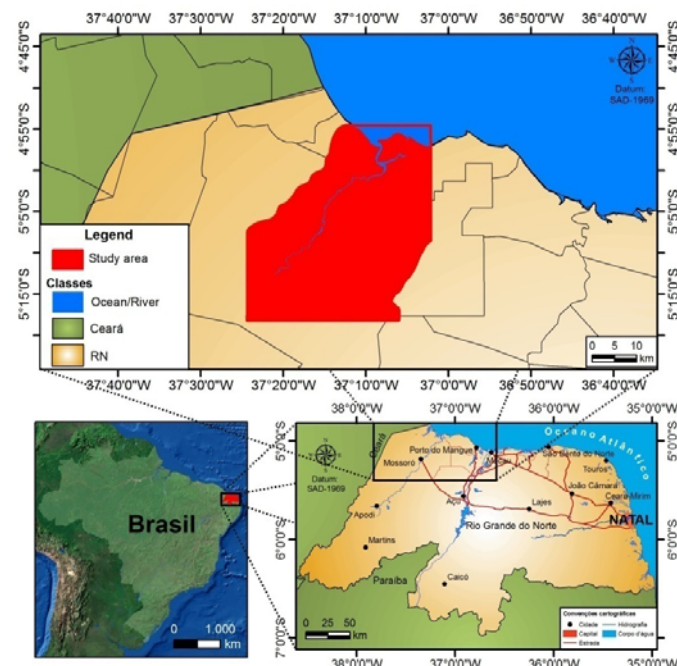 37°40'0"W 37°30'0"W 37°20'0"W 37°10'0"W 37°0'0"W 36°50'0"W 36°40'0"W
4°45'0"S
4°45'0"S
N
W E
S
Datum:
SAD-1969
4°55'0"S
4°55'0"S
5°5'0"S
5°5'0"S
5°15'0"S
5°15'0"S
Legend
Study area
Classes
Ocean/River
Ceará
RN
0 5 10
km
37°40'0"W 37°30'0"W 37°20'0"W 37°10'0"W 37°0'0"W 36°50'0"W 36°40'0"W
Brasil
0 1.000
km
38°0'0"W 37°0'0"W 36°0'0"W 35°0'0"W
5°0'0"S
5°0'0"S
6°0'0"S
6°0'0"S
7°0'0"S
7°0'0"S
Oceano Atlântico
Ceará
Datum:
SAD-1969
Porto do Mangue
São Bento do Norte
Mossoró
Touros
João Câmara
Açu
Lajes
Ceará-Mirim
Apodi
Rio Grande do Norte
NATAL
Martins
Paraíba
Caicó
0 25 50
km
Convenções cartográficas
Cidade
Hidrografia
Capital
Corpo d'água
Estrada
38°0'0"W 37°0'0"W 36°0'0"W 35°0'0"W